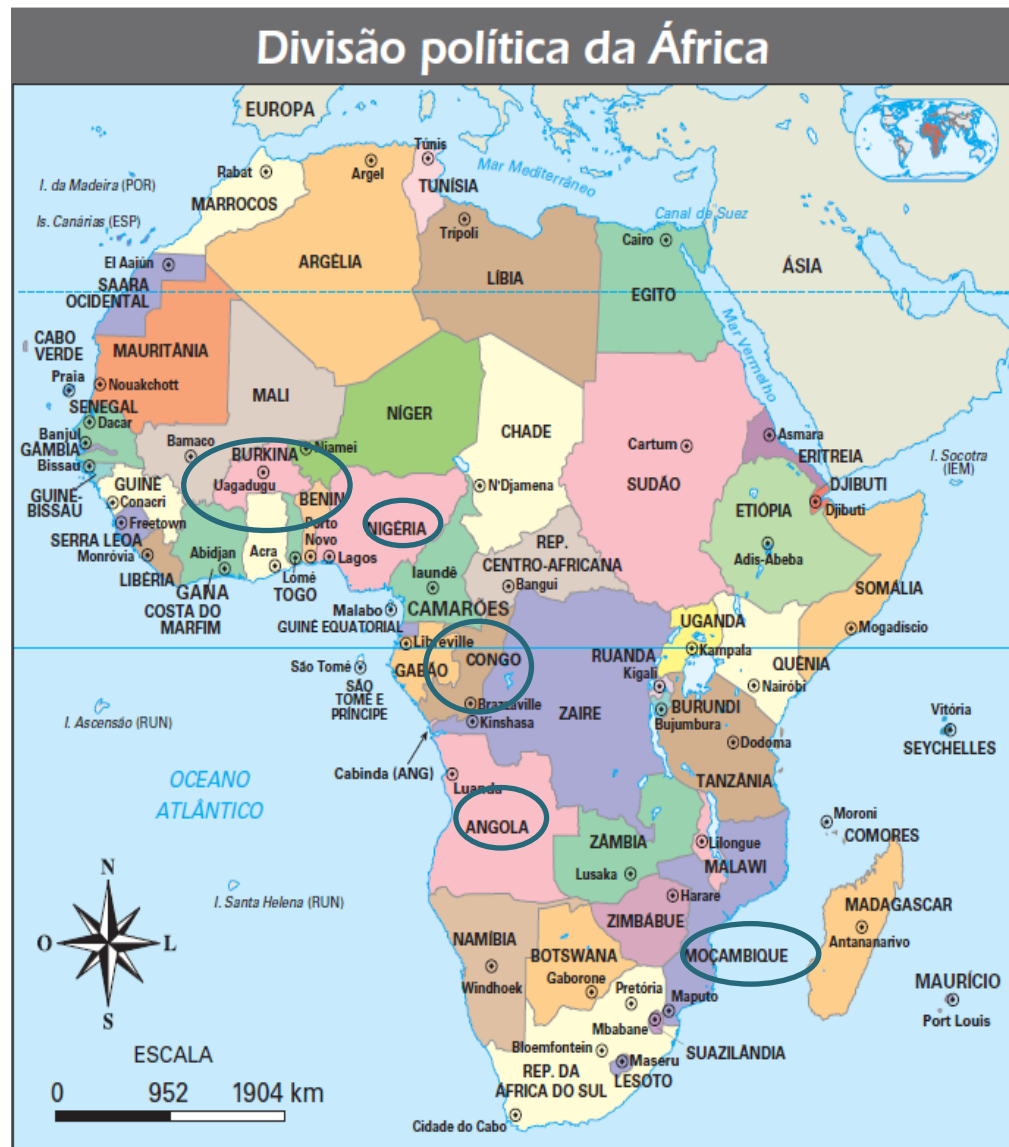 Divisão política da África
EUROPA
Túnis
Argel
Rabat
Mar Mediterrâneo
I. da Madeira (POR)
TUNÍSIA
MARROCOS
Canal de Suez
Is. Canárias (ESP)
Trípoli
Cairo
El Aaiún
ARGÉLIA
ÁSIA
LÍBIA
SAARA
OCIDENTAL
EGITO
Mar Vermelho
CABO
VERDE
MAURITÂNIA
Praia
Nouakchott
MALI
NÍGER
SENEGAL
Dacar
CHADE
Banjul
GÂMBIA
Bamaco
Niamei
Cartum
Asmara
BURKINA
ERITREIA
I. Socotra
(IEM)
Bissau
GUINÉ
Uagadugu
N'Djamena
SUDÃO
DJIBUTI
GUINÉ-
BISSAU
Conacri
BENIN
NIGÉRIA
ETIÓPIA
Djibuti
Freetown
Porto
Novo
SERRA LEOA
REP.
CENTRO-AFRICANA
Monróvia
Abidjan
Acra
Lagos
Adis-Abeba
LIBÉRIA
Lomé
Iaundê
TOGO
Bangui
SOMÁLIA
GANA
COSTA DO
MARFIM
Malabo
CAMARÕES
GUINÉ EQUATORIAL
UGANDA
Mogadiscio
Libreville
Kampala
São Tomé
GABÃO
CONGO
RUANDA
QUÊNIA
Kigali
SÃO
TOMÉ E
PRÍNCIPE
Nairóbi
Brazzaville
BURUNDI
Vitória
I. Ascensão (RUN)
Kinshasa
ZAIRE
Bujumbura
SEYCHELLES
Dodoma
Cabinda (ANG)
TANZÂNIA
OCEANO
ATLÂNTICO
Luanda
Moroni
ANGOLA
COMORES
ZÂMBIA
Lilongue
MALAWI
N
Lusaka
I. Santa Helena (RUN)
Harare
MADAGASCAR
ZIMBÁBUE
O
L
NAMÍBIA
Antananarivo
BOTSWANA
MOÇAMBIQUE
Windhoek
Gaborone
Pretória
MAURÍCIO
Maputo
S
Port Louis
Mbabane
Bloemfontein
SUAZILÂNDIA
ESCALA
Maseru
REP. DA
ÁFRICA DO SUL
LESOTO
0 952 1904 km
Cidade do Cabo